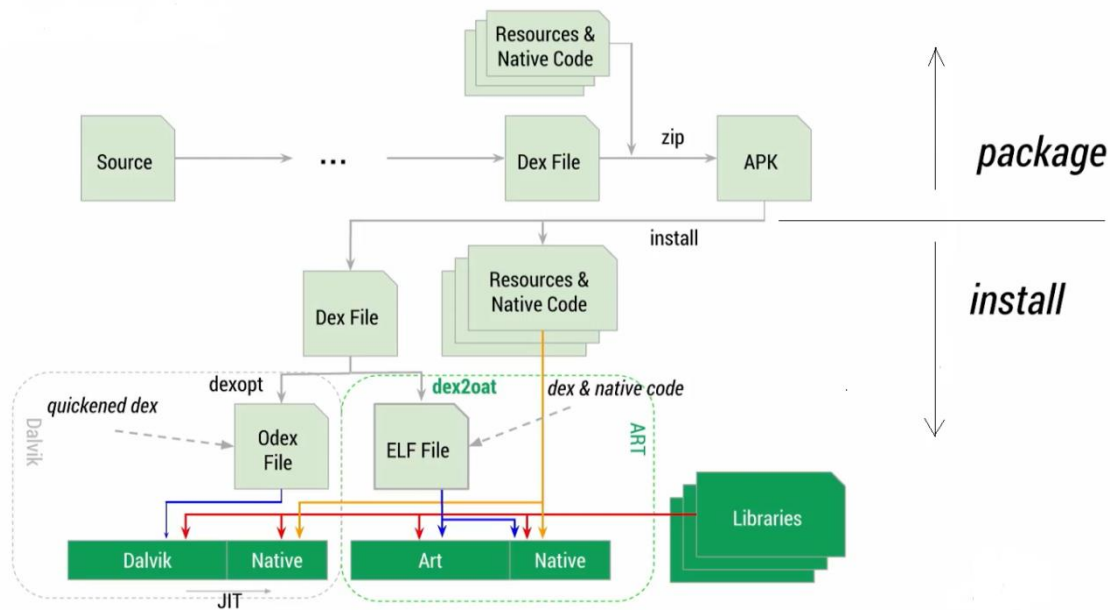 Resources &
Native Code
zip
Source
...
Dex File
APK
package
install
Resources &
Native Code
Dex File
install
dexopt
dex2oat
dex & native code
quickened dex
Dalvik
Odex
File
ELF File
ART
Libraries
Dalvik
Native
Art
Native
JIT